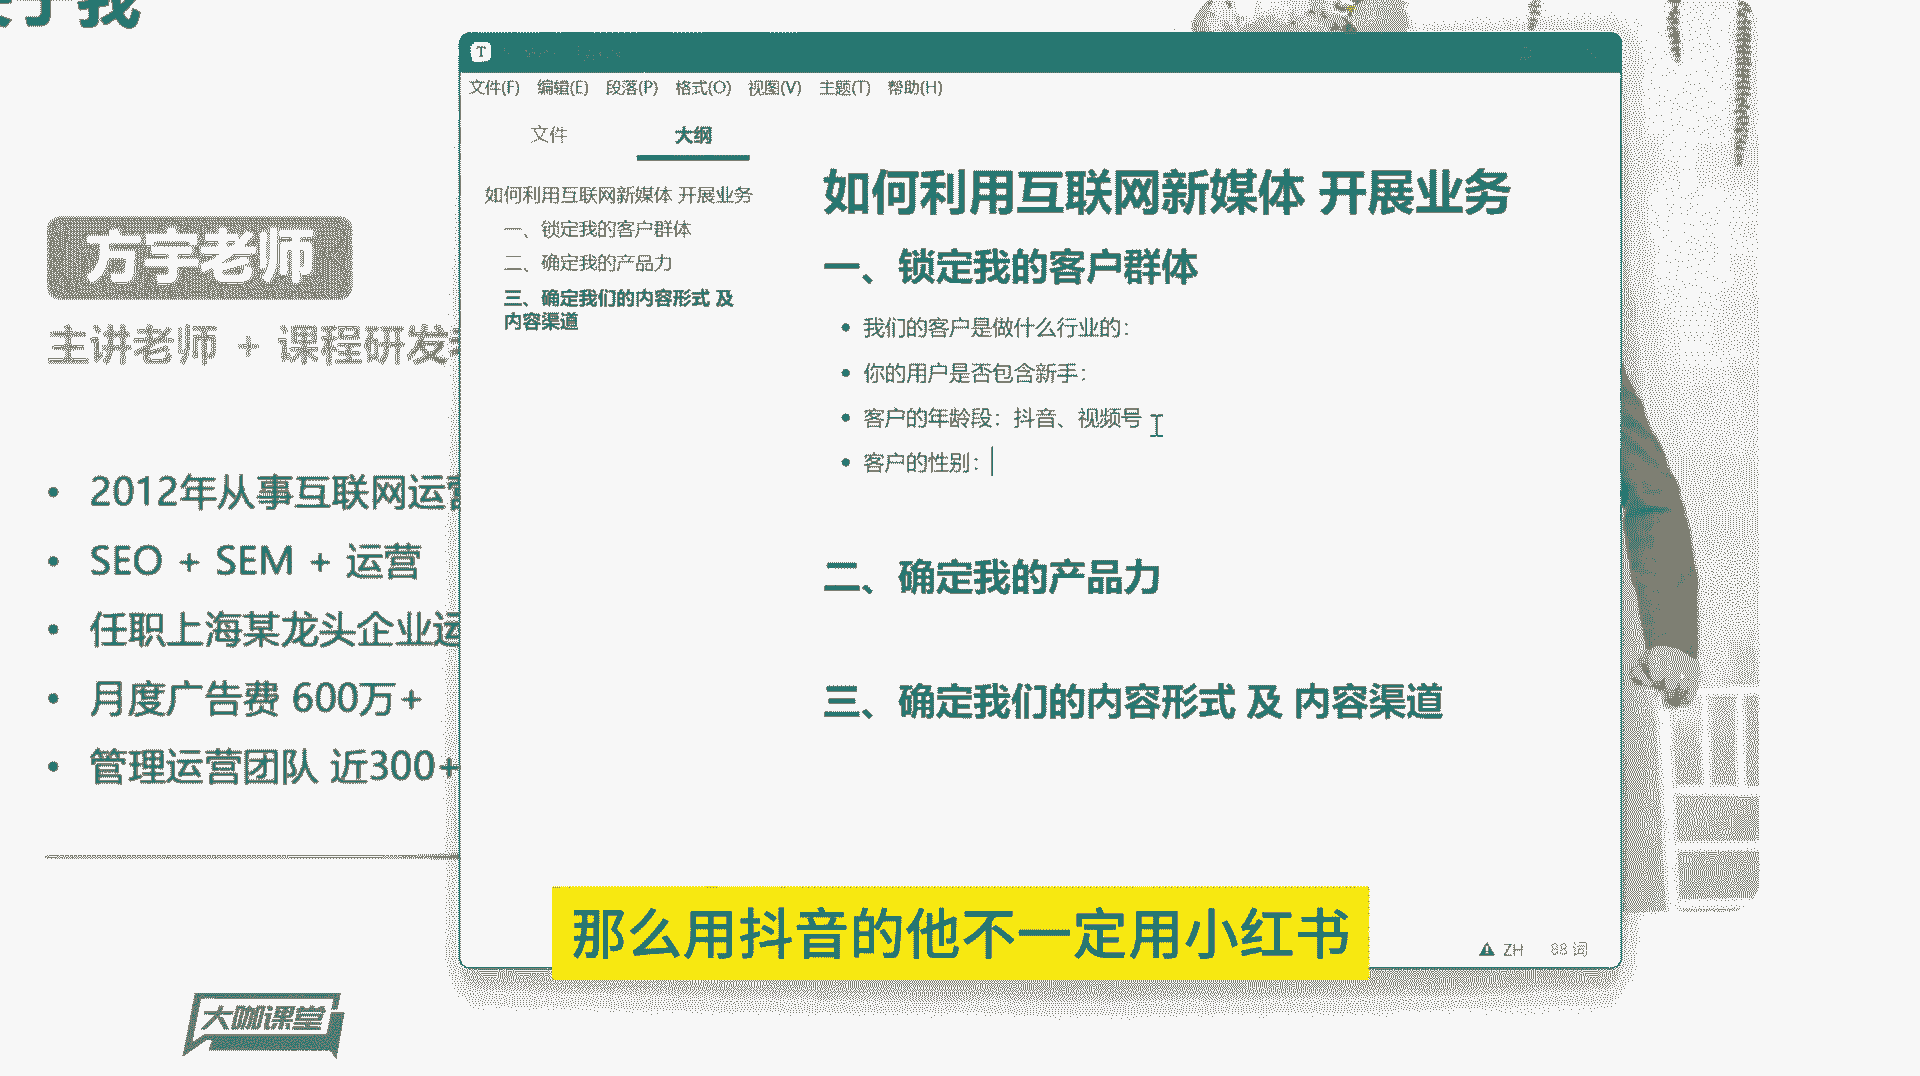 关于我
T
文件(F) 编辑(E) 段落(P) 格式(O) 视图(V) 主题(T) 帮助(H)
文件 大纲
如何利用互联网新媒体 开展业务
一、锁定我的客户群体
二、确定我的产品力
三、确定我们的内容形式 及
内容渠道
如何利用互联网新媒体 开展业务
一、锁定我的客户群体
• 我们的客户是做什么行业的：
• 你的用户是否包含新手：
• 客户的年龄段：抖音、视频号
• 客户的性别：
二、确定我的产品力
三、确定我们的内容形式 及 内容渠道
ZH 88 词
方宇老师
主讲老师 + 课程研发
• 2012年从事互联网运营
• SEO + SEM + 运营
• 任职上海某龙头企业运
• 月度广告费 600万+
• 管理运营团队 近300+
那么用抖音的他不一定用小红书
大咖课堂